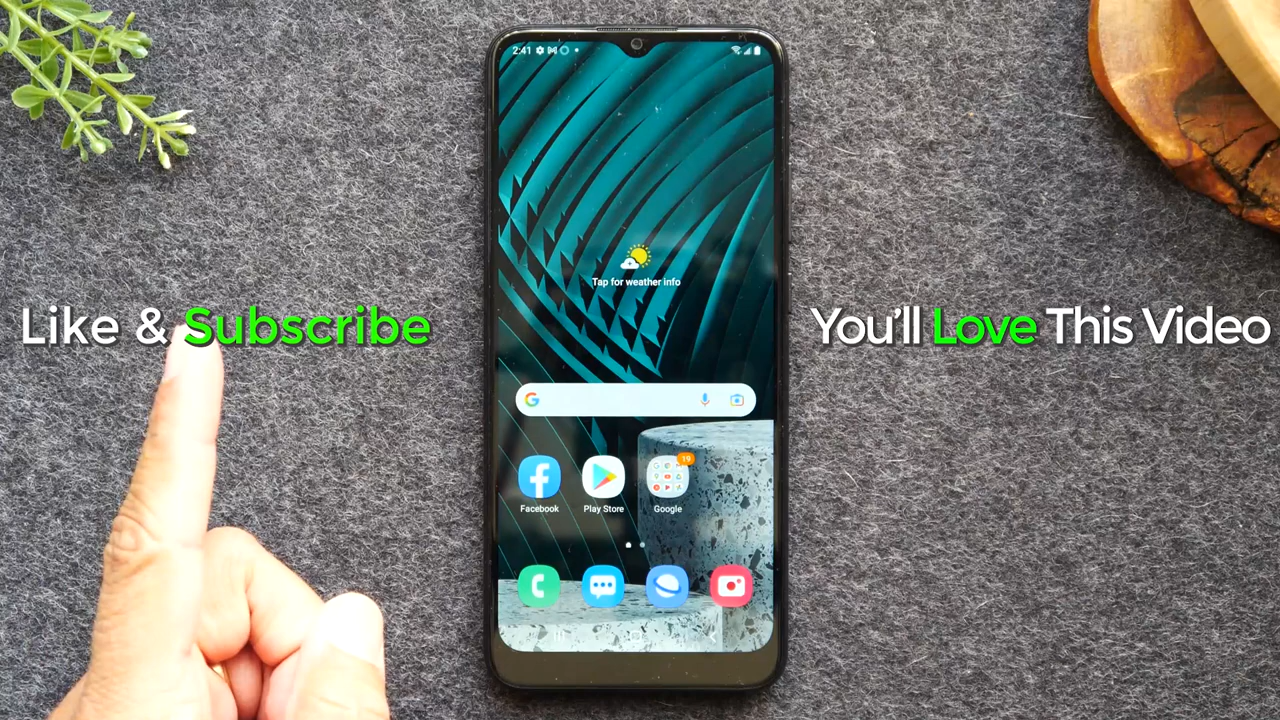 2:41
Tap for weather info
Like & Subscribe
You'll Love This Video
G
19
Facebook
Play Store
Google